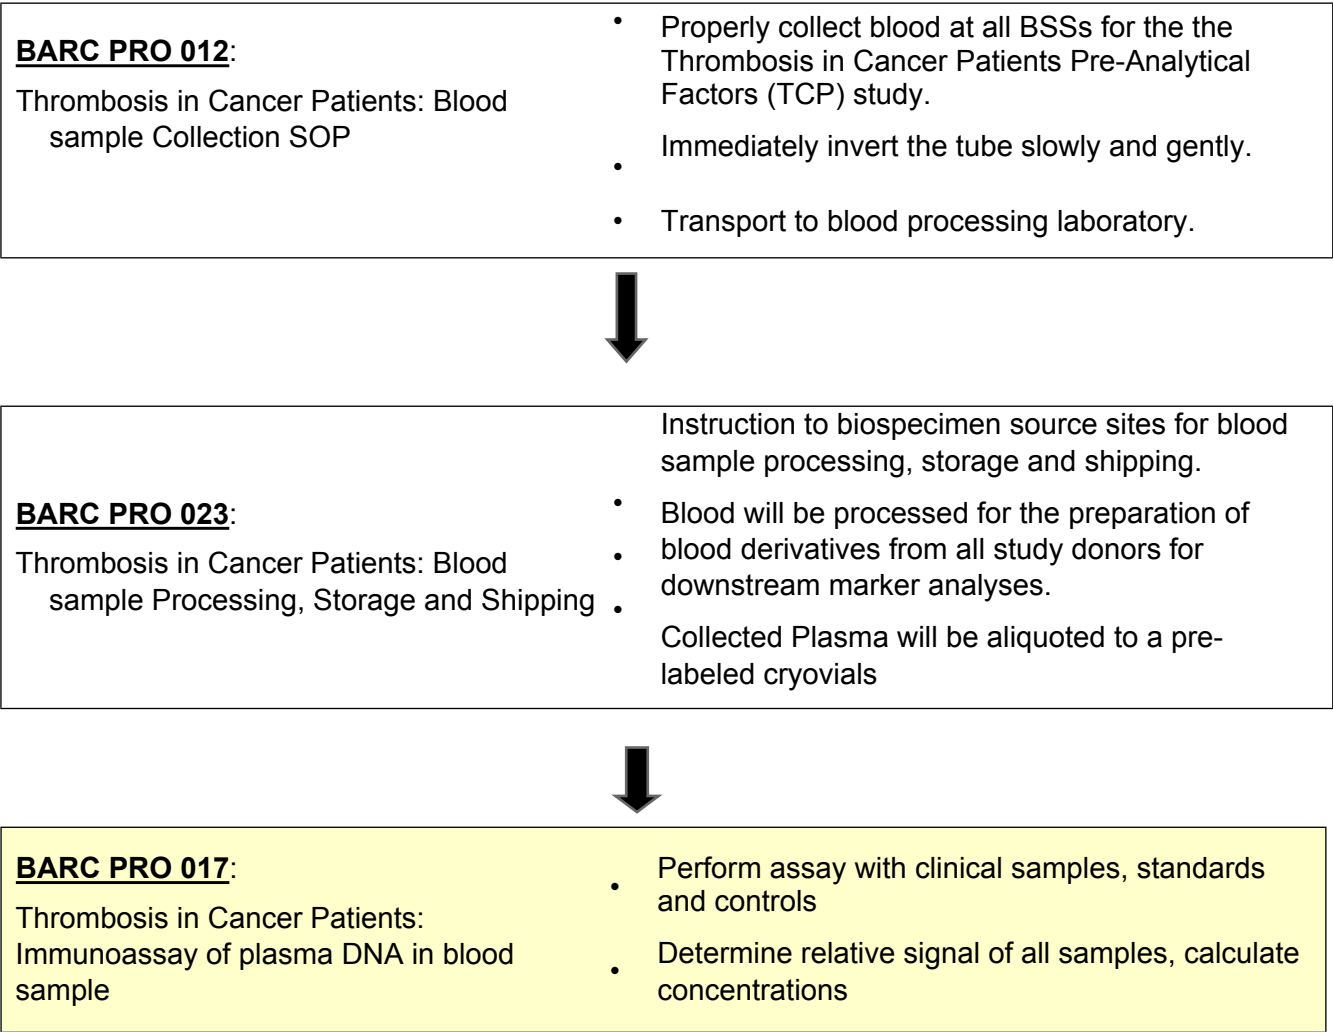 BARC PRO 012:
Thrombosis in Cancer Patients: Blood
sample Collection SOP
• Properly collect blood at all BSSs for the the
Thrombosis in Cancer Patients Pre-Analytical
Factors (TCP) study.
• Immediately invert the tube slowly and gently.
• Transport to blood processing laboratory.
BARC PRO 023:
Thrombosis in Cancer Patients: Blood
sample Processing, Storage and Shipping
• Instruction to biospecimen source sites for blood
sample processing, storage and shipping.
• Blood will be processed for the preparation of
blood derivatives from all study donors for
downstream marker analyses.
• Collected Plasma will be aliquoted to a pre-
labeled cryovials
BARC PRO 017:
Thrombosis in Cancer Patients:
Immunoassay of plasma DNA in blood
sample
• Perform assay with clinical samples, standards
and controls
• Determine relative signal of all samples, calculate
concentrations